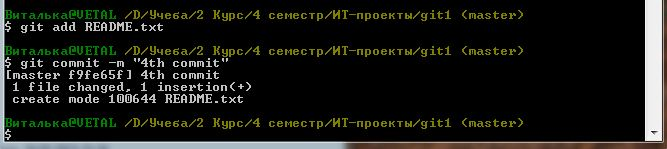 Виталька@VETAL /D/Учеба/2 Курс/4 семестр/ИТ-проекты/git1 (master)
$ git add README.txt
Виталька@VETAL /D/Учеба/2 Курс/4 семестр/ИТ-проекты/git1 (master)
$ git commit -m "4th commit"
[master f9fe65f] 4th commit
 1 file changed, 1 insertion(+)
 create mode 100644 README.txt
Виталька@VETAL /D/Учеба/2 Курс/4 семестр/ИТ-проекты/git1 (master)
$